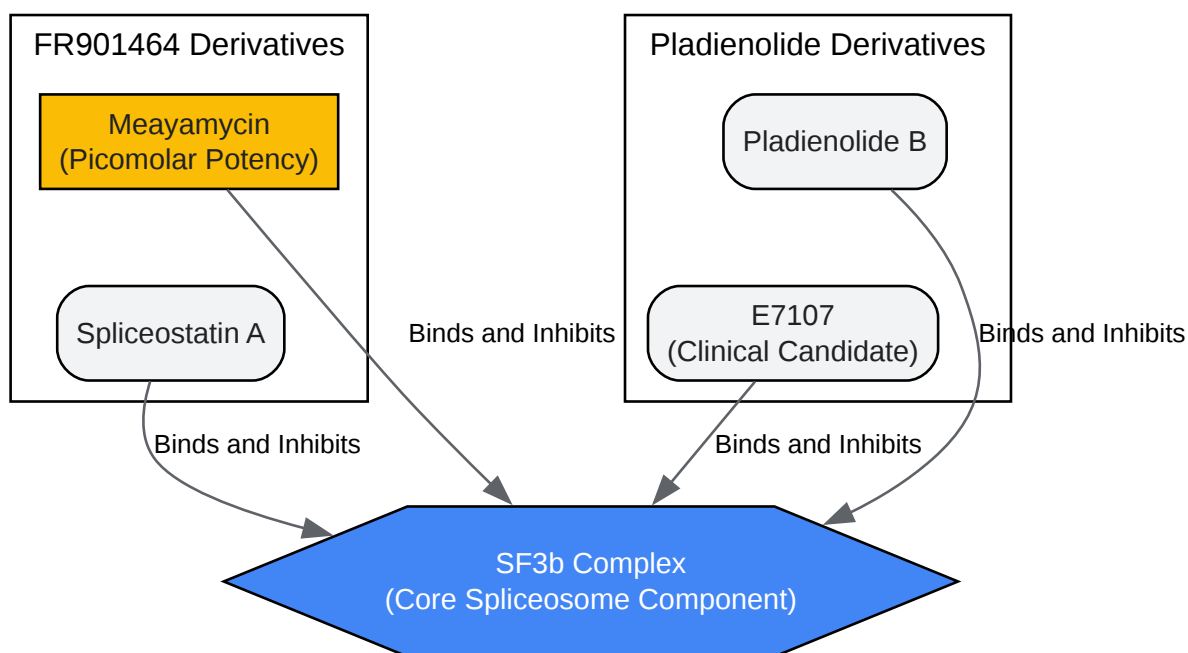 FR901464 Derivatives
Meayamycin
(Picomolar Potency)
Spliceostatin A
Pladienolide Derivatives
Pladienolide B
E7107
(Clinical Candidate)
Binds and Inhibits
Binds and Inhibits
Binds and Inhibits
Binds and Inhibits
SF3b Complex
(Core Spliceosome Component)